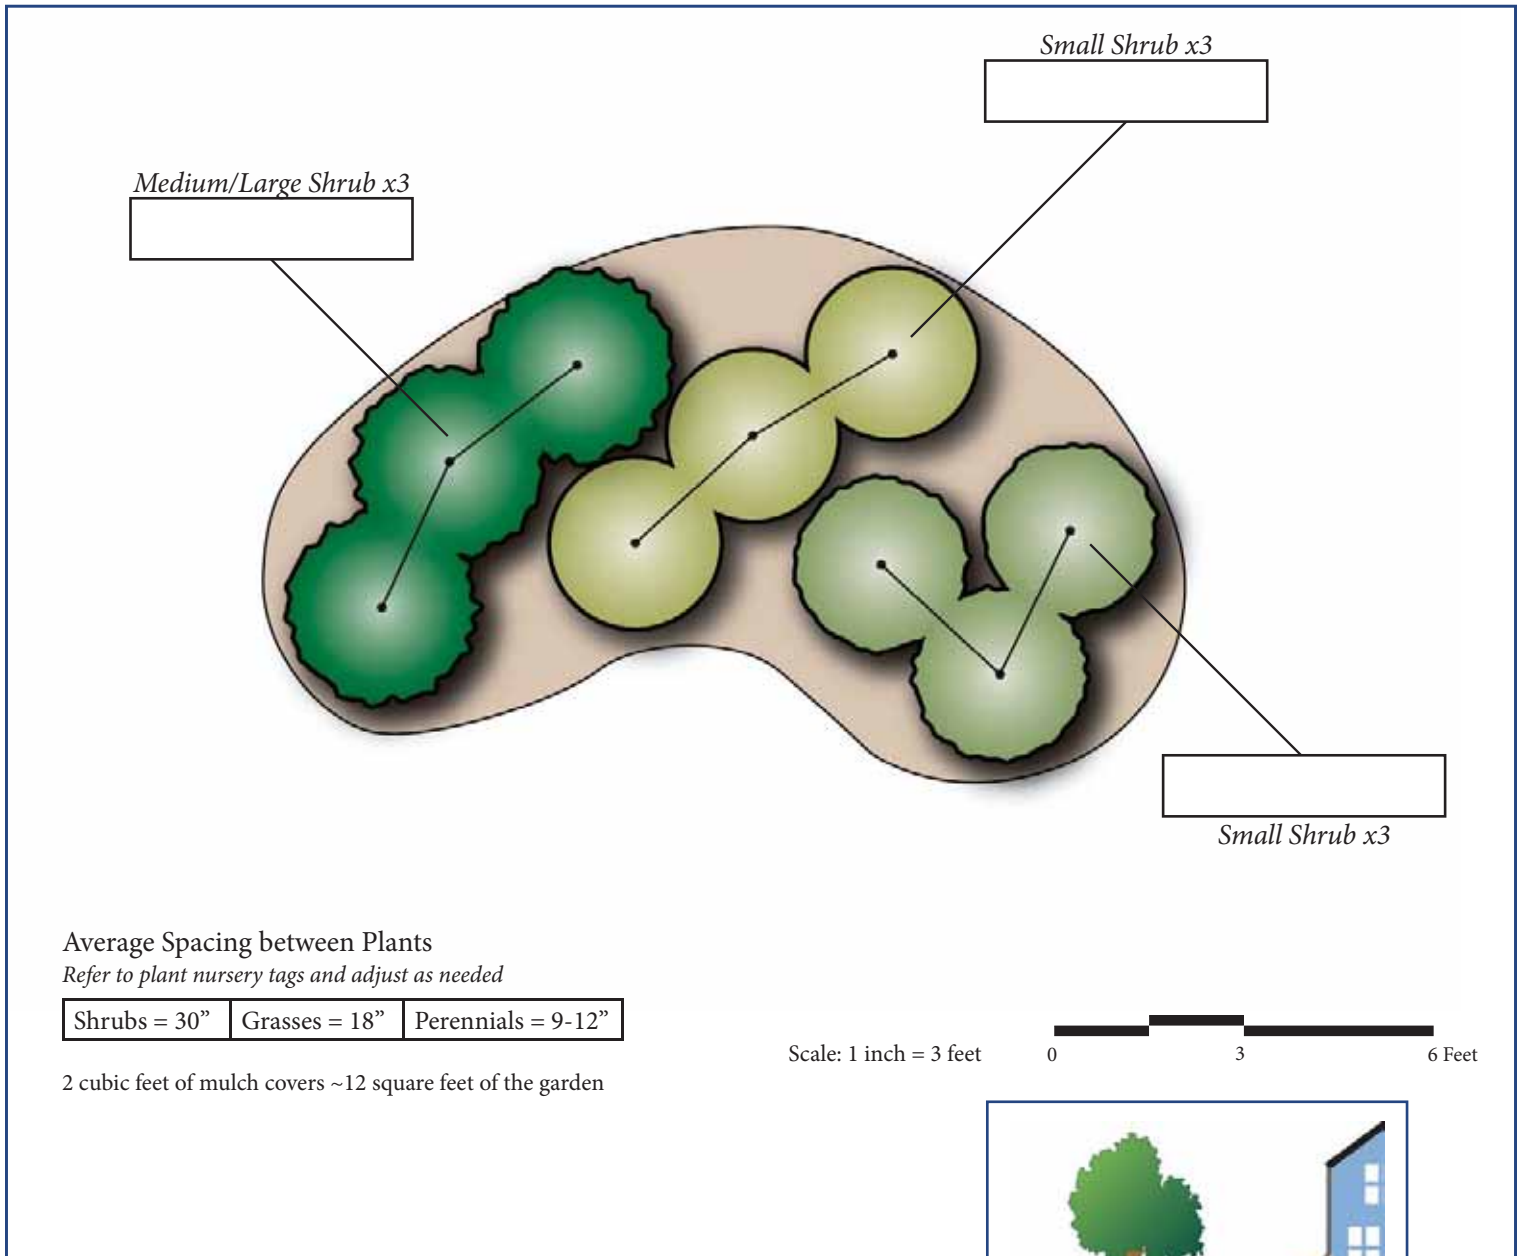 Small Shrub x3
Medium/Large Shrub x3
Small Shrub x3
Average Spacing between Plants
Refer to plant nursery tags and adjust as needed
Shrubs = 30” Grasses = 18” Perennials = 9-12”
Scale: 1 inch = 3 feet
0 3 6 Feet
2 cubic feet of mulch covers ~12 square feet of the garden